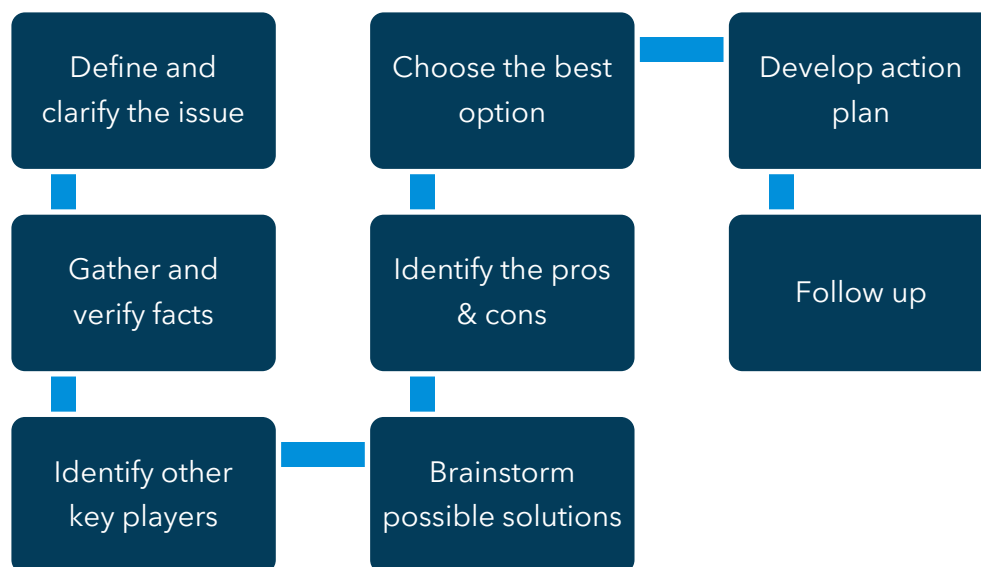 Define and
clarify the issue
Gather and
verify facts
Identify other
key players
Brainstorm
possible solutions
Identify the pros
& cons
Choose the best
option
Develop action
plan
Follow up